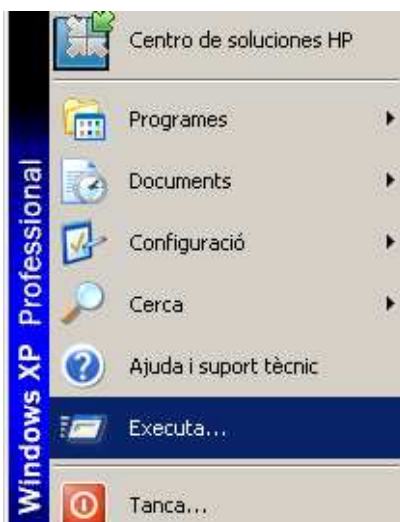 Centro de soluciones HP
Programes
Documents
Configuració
Cerca
Ajuda i suport tècnic
Executa...
Tanca...
Windows XP Professional